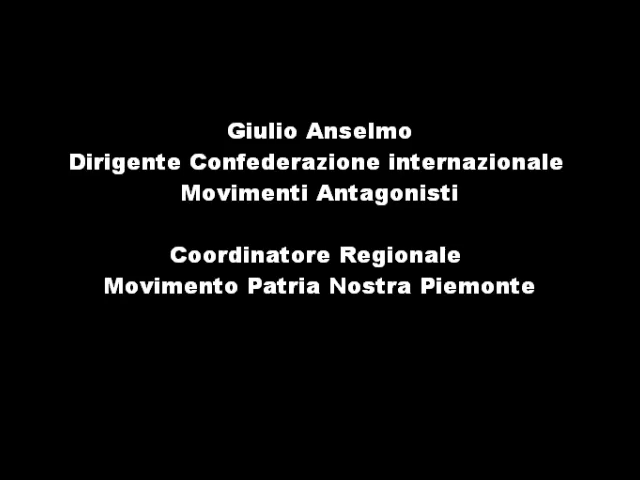 Giulio Anselmo
Dirigente Confederazione internazionale
Movimenti Antagonisti
Coordinatore Regionale
Movimento Patria Nostra Piemonte